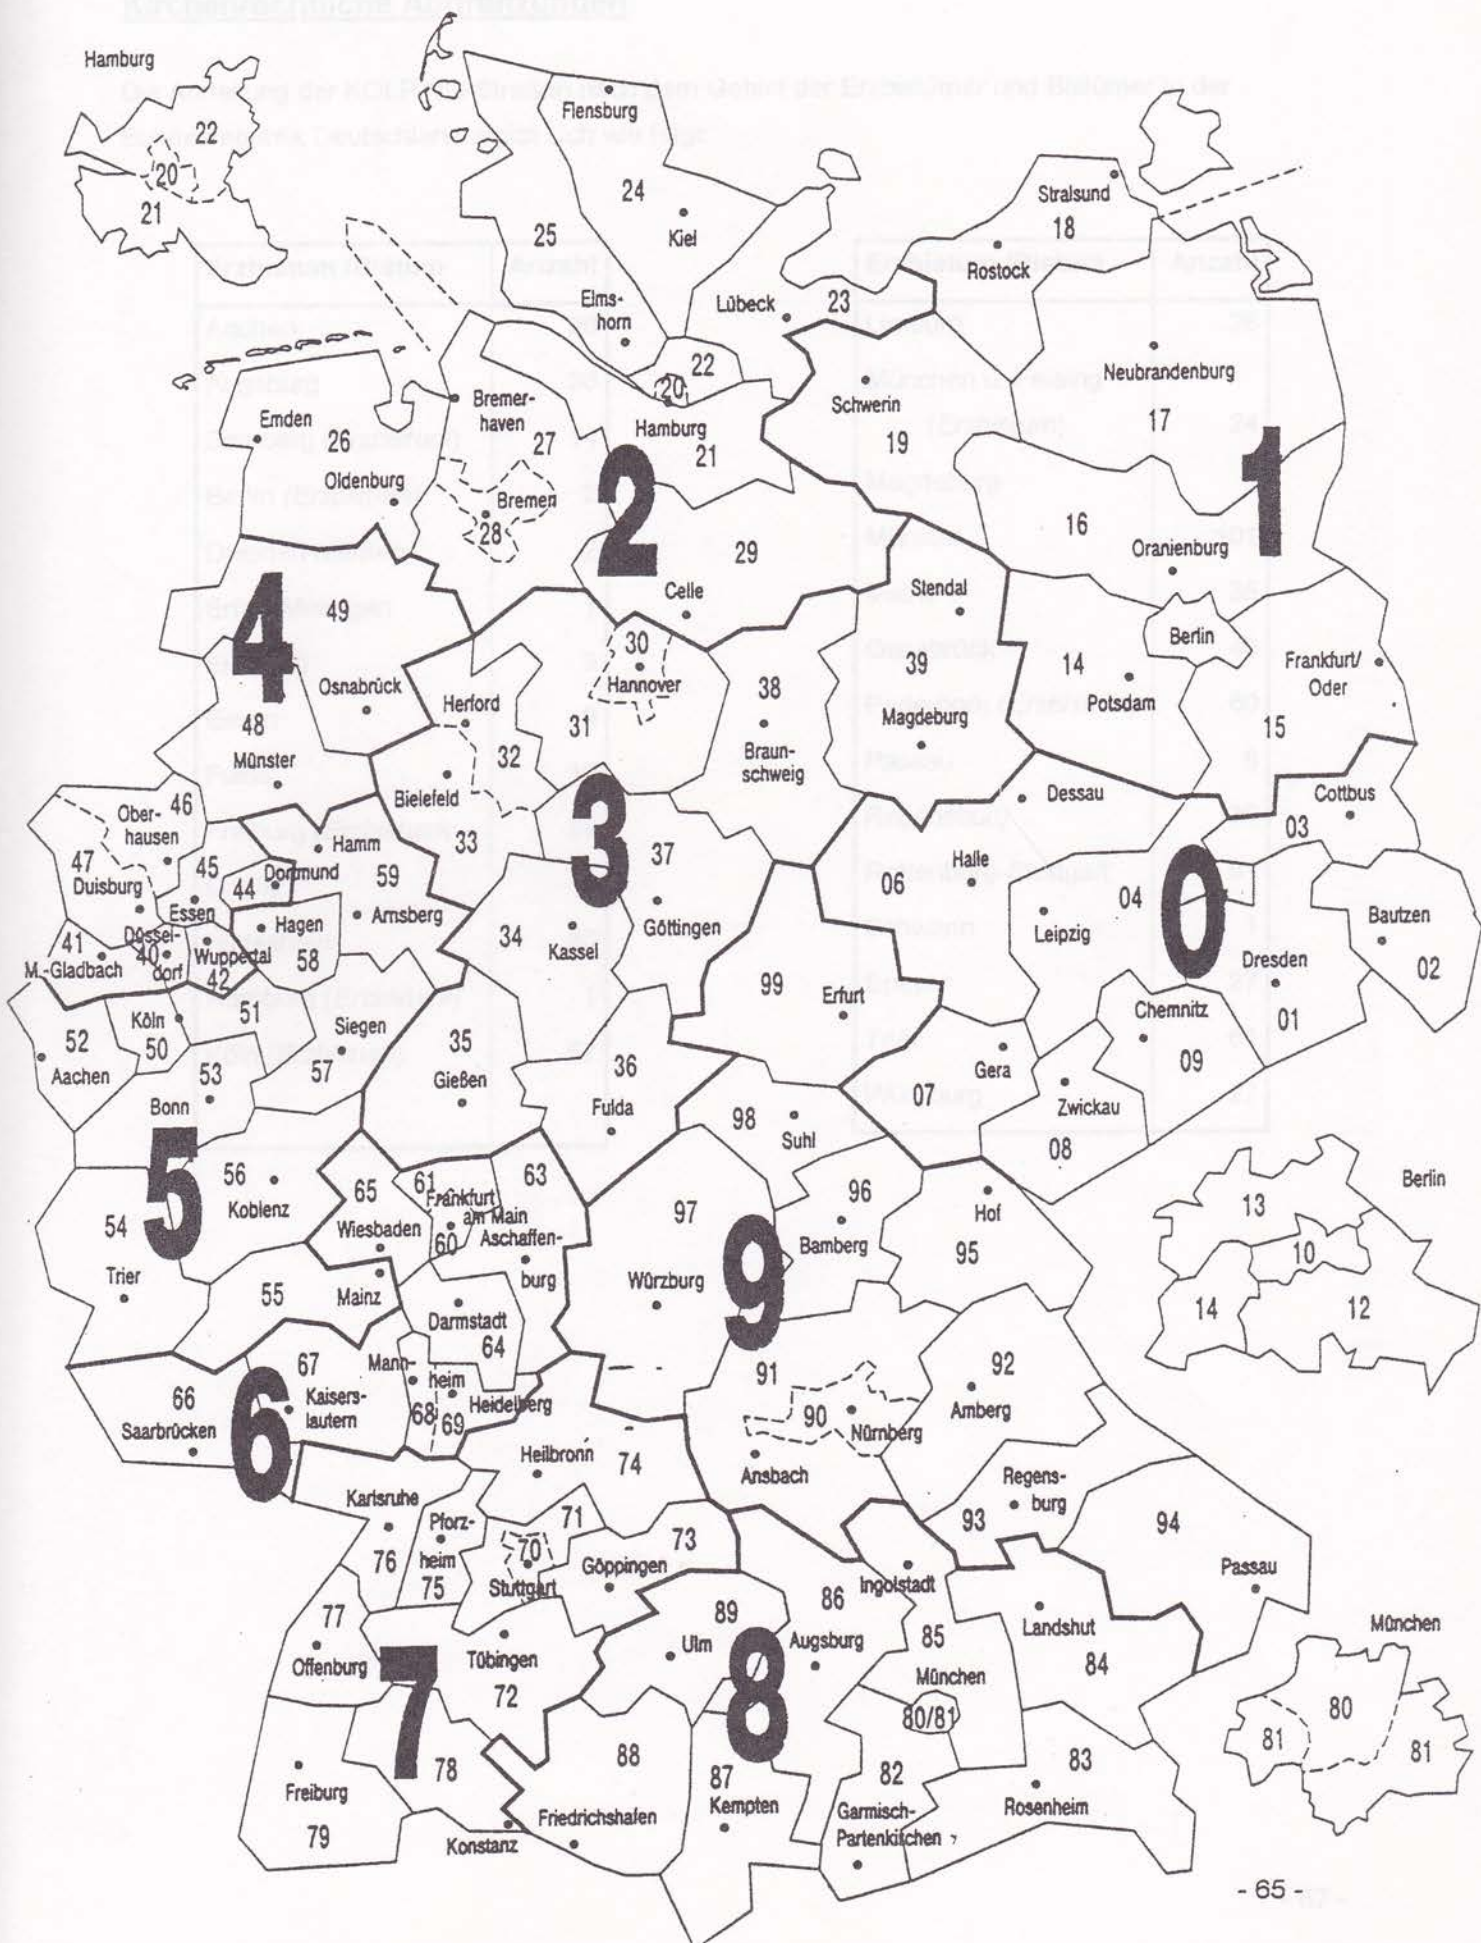 Hamburg
22
20
21
Flensburg
24
25
Kiel
Elms-
horn
Lübeck
23
22
20
Hamburg
21
Stralsund
18
Rostock
Neubrandenburg
17
Schwerin
19
1
Emden
26
Oldenburg
Bremer-
haven
27
Bremen
28
2
29
Celle
16
Oranienburg
Stendal
39
Magdeburg
Berlin
14
Potsdam
Frankfurt/
Oder
15
4
49
Osnabrück
48
Münster
30
Hannover
31
Herford
32
Bielefeld
33
38
Braun-
schweig
3
37
Göttingen
34
Kassel
46
Ober-
hausen
47
Duisburg
45
44
Dortmund
Hamm
59
Essen
Hagen
Arnsberg
41
M.-Gladbach
Düssel-
40
dorf
Wuppertal
42
58
51
Dessau
Halle
06
04
Leipzig
0
Cottbus
03
Bautzen
02
Dresden
01
Chemnitz
09
99
Erfurt
Gera
07
Zwickau
08
Köln
50
52
Aachen
53
Bonn
Siegen
57
35
Gießen
36
Fulda
98
Suhl
5
56
Koblenz
54
Trier
55
Mainz
65
Wiesbaden
61
Frankfurt
am Main
60
63
Aschaffen-
burg
Darmstadt
64
97
Würzburg
9
96
Bamberg
Hof
95
Berlin
13
10
14
12
66
Saarbrücken
6
67
Kaisers-
lautern
Mann-
heim
68
69
Heidelberg
91
90
Nürnberg
Ansbach
92
Amberg
Heilbronn
74
Karlsruhe
76
Pforz-
heim
75
71
70
Stuttgart
73
Göppingen
Regens-
burg
93
94
Passau
77
Offenburg
7
Tübingen
72
89
Ulm
8
86
Augsburg
Ingolstadt
85
München
80/81
Landshut
84
München
80
81
81
Freiburg
79
78
Konstanz
88
Friedrichshafen
87
Kempten
82
Garmisch-
Partenkirchen
83
Rosenheim
- 65 -